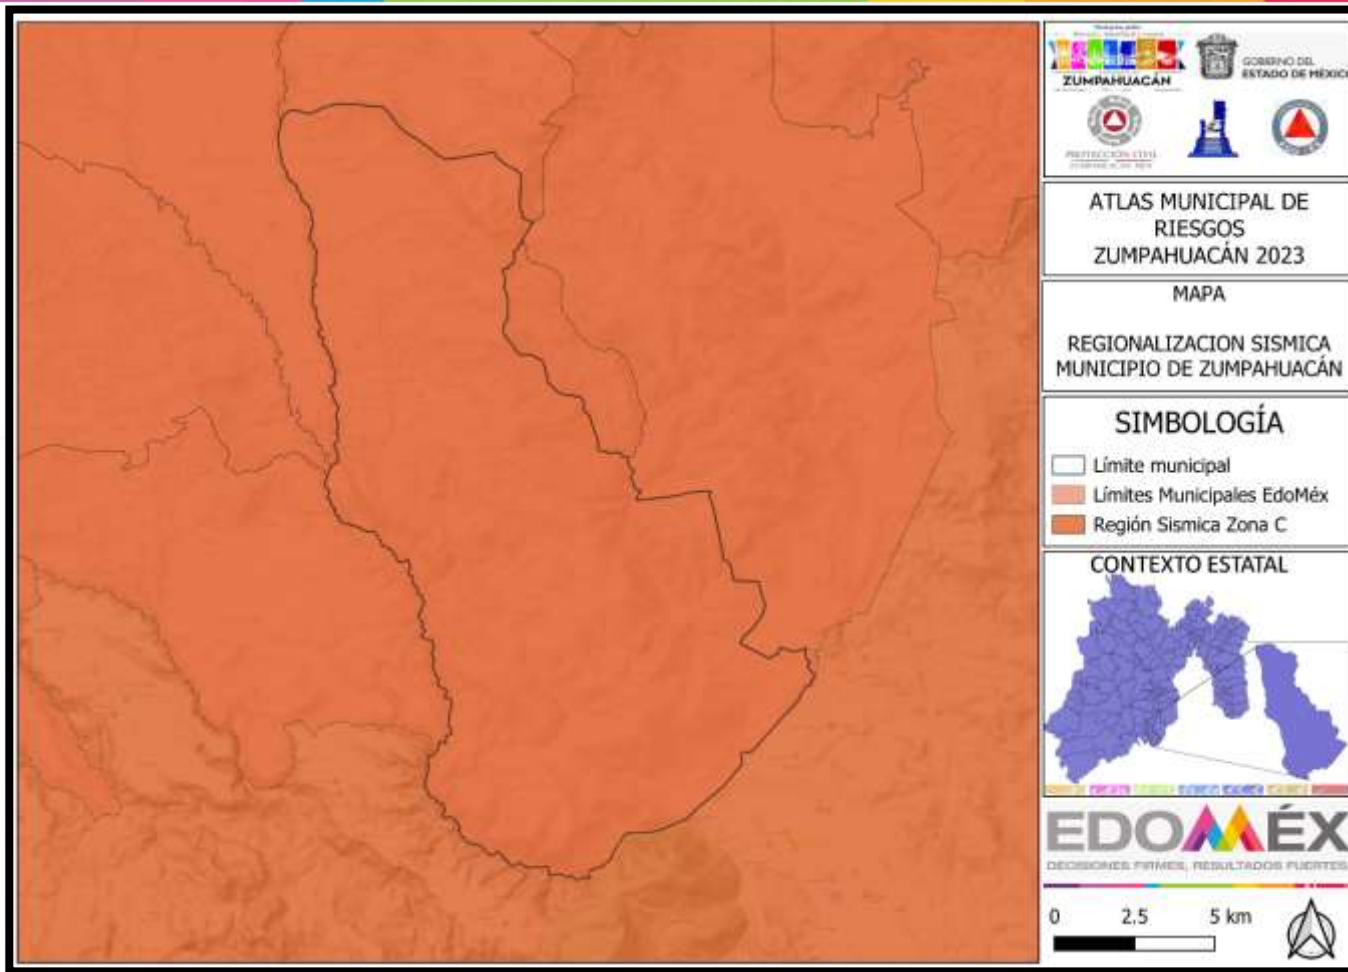 ZUMPAHUACÁN
GOBIERNO DEL
ESTADO DE MÉXICO
PROTECCIÓN CIVIL
ATLAS MUNICIPAL DE
RIESGOS
ZUMPAHUACÁN 2023
MAPA
REGIONALIZACION SISMICA
MUNICIPIO DE ZUMPAHUACÁN
SIMBOLOGÍA
Límite municipal
Límites Municipales EdoMéx
Región Sismica Zona C
CONTEXTO ESTATAL
EDOMÉX
DECISIONES FIRMES, RESULTADOS FUERTES
0 2.5 5 km